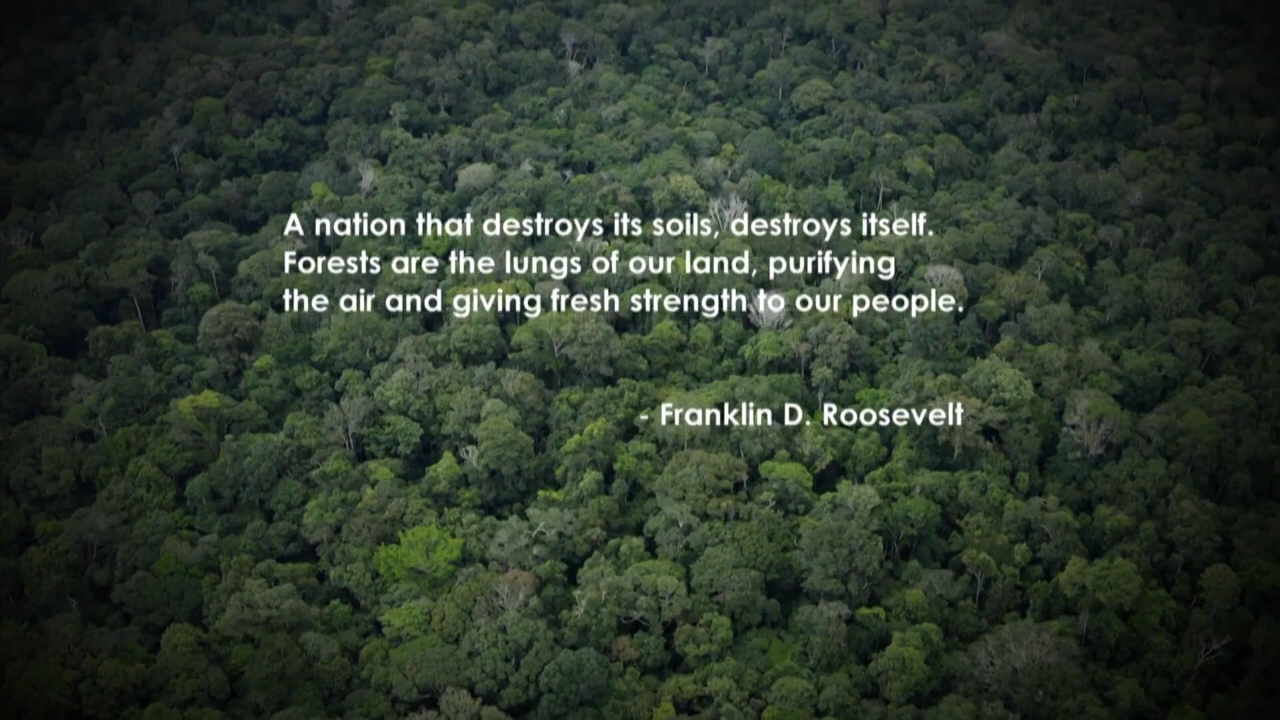 A nation that destroys its soils, destroys itself.
Forests are the lungs of our land, purifying
the air and giving fresh strength to our people.
- Franklin D. Roosevelt